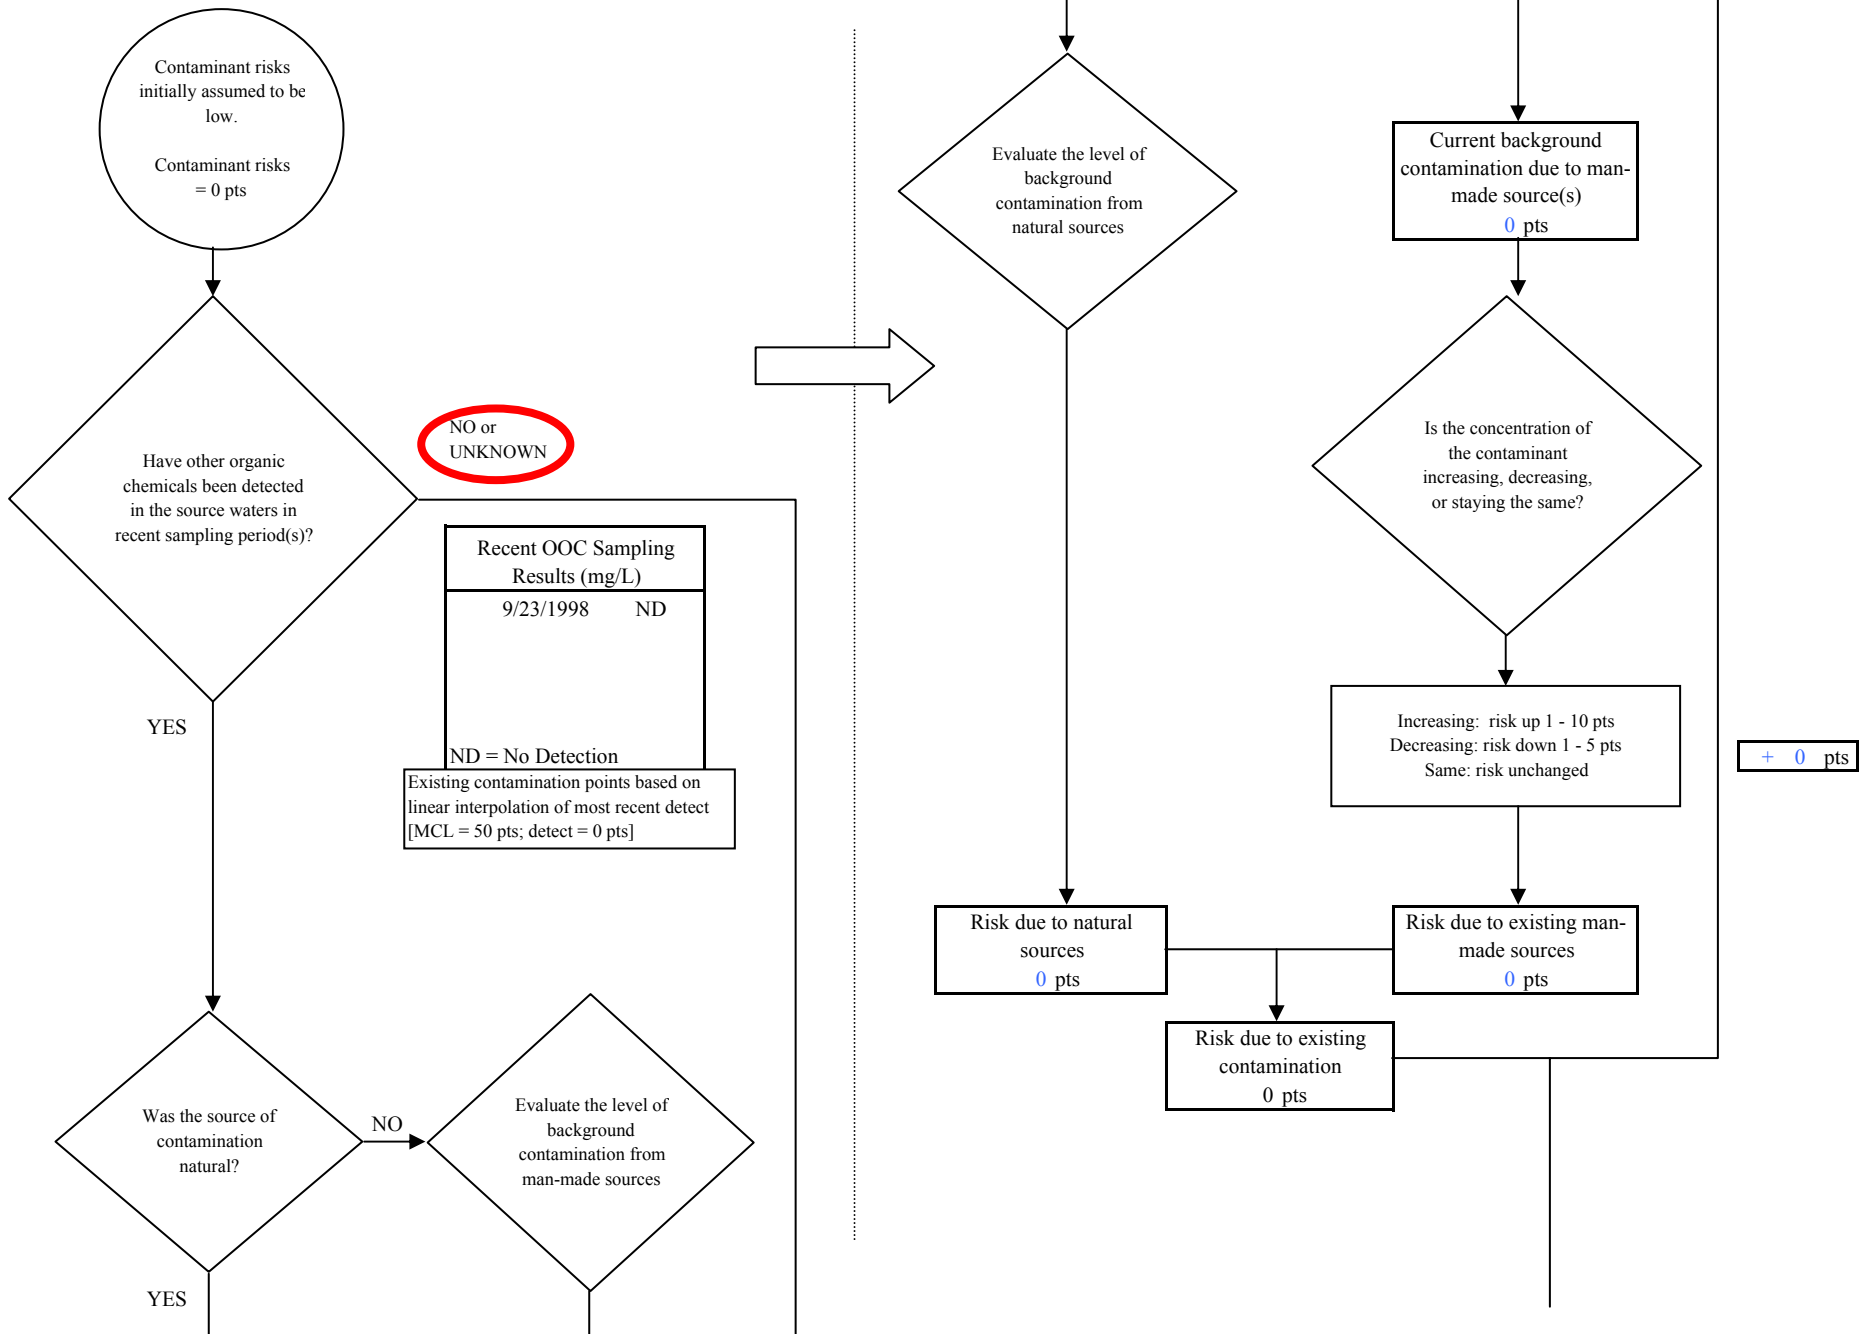 Contaminant risks
initially assumed to be
low.
Contaminant risks
= 0 pts
Have other organic
chemicals been detected
in the source waters in
recent sampling period(s)?
NO or
UNKNOWN
Recent OOC Sampling
Results (mg/L)
9/23/1998 ND
ND = No Detection
Existing contamination points based on
linear interpolation of most recent detect
[MCL = 50 pts; detect = 0 pts]
YES
Was the source of
contamination
natural?
NO
Evaluate the level of
background
contamination from
man-made sources
YES
Evaluate the level of
background
contamination from
natural sources
Current background
contamination due to man-
made source(s)
0 pts
Is the concentration of
the contaminant
increasing, decreasing,
or staying the same?
Increasing: risk up 1 - 10 pts
Decreasing: risk down 1 - 5 pts
Same: risk unchanged
+ 0 pts
Risk due to natural
sources
0 pts
Risk due to existing man-
made sources
0 pts
Risk due to existing
contamination
0 pts